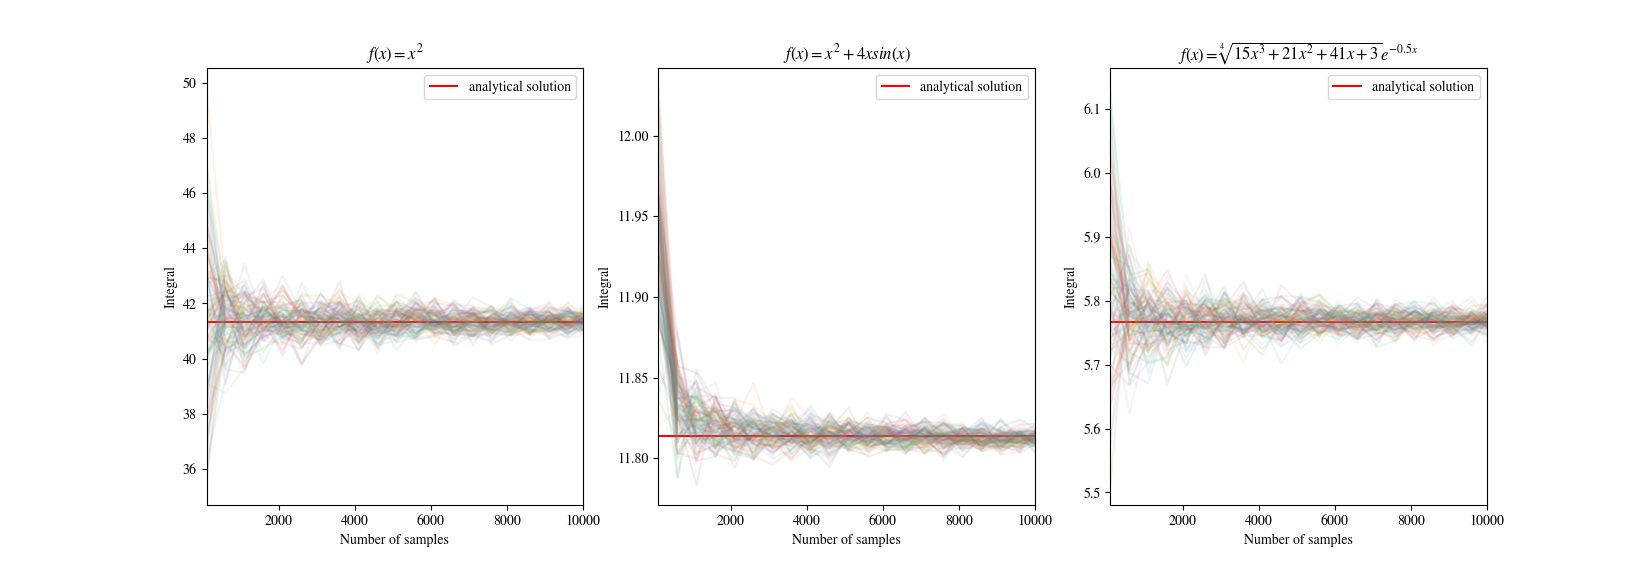 f(x) = x²
analytical solution
50
48
46
44
42
40
38
36
Integral
2000 4000 6000 8000 10000
Number of samples
f(x) = x² + 4xsin(x)
analytical solution
12.00
11.95
11.90
11.85
11.80
Integral
2000 4000 6000 8000 10000
Number of samples
f(x) = ∜(15x³ + 21x² + 41x + 3) e^{-0.5x}
analytical solution
6.1
6.0
5.9
5.8
5.7
5.6
5.5
Integral
2000 4000 6000 8000 10000
Number of samples